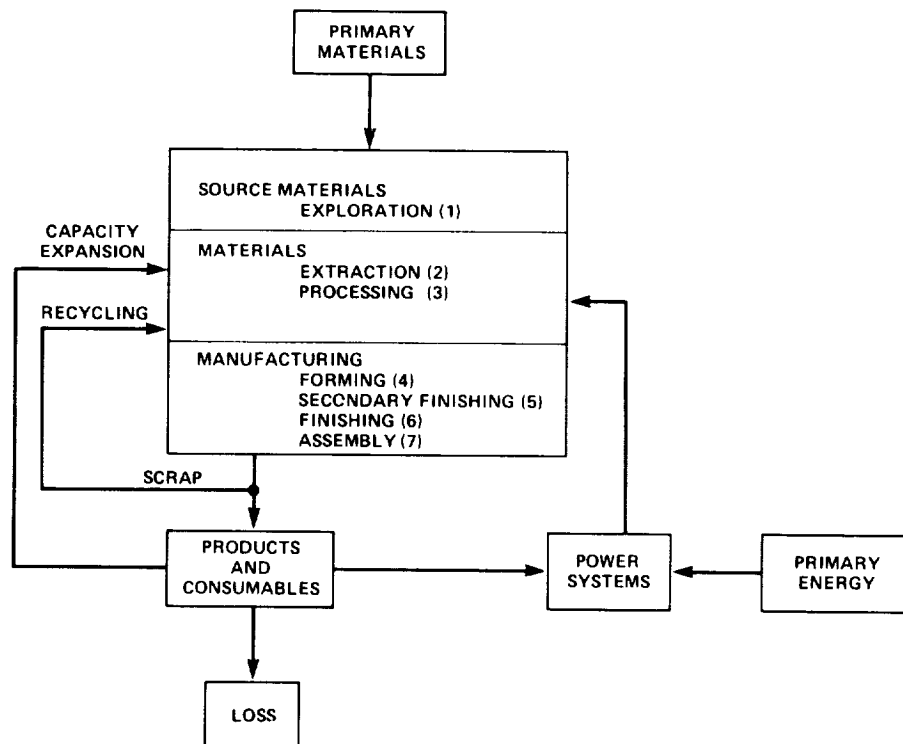 PRIMARY
MATERIALS
SOURCE MATERIALS
EXPLORATION (1)
CAPACITY
EXPANSION
MATERIALS
EXTRACTION (2)
PROCESSING (3)
RECYCLING
MANUFACTURING
FORMING (4)
SECONDARY FINISHING (5)
FINISHING (6)
ASSEMBLY (7)
SCRAP
PRODUCTS
AND
CONSUMABLES
POWER
SYSTEMS
PRIMARY
ENERGY
LOSS